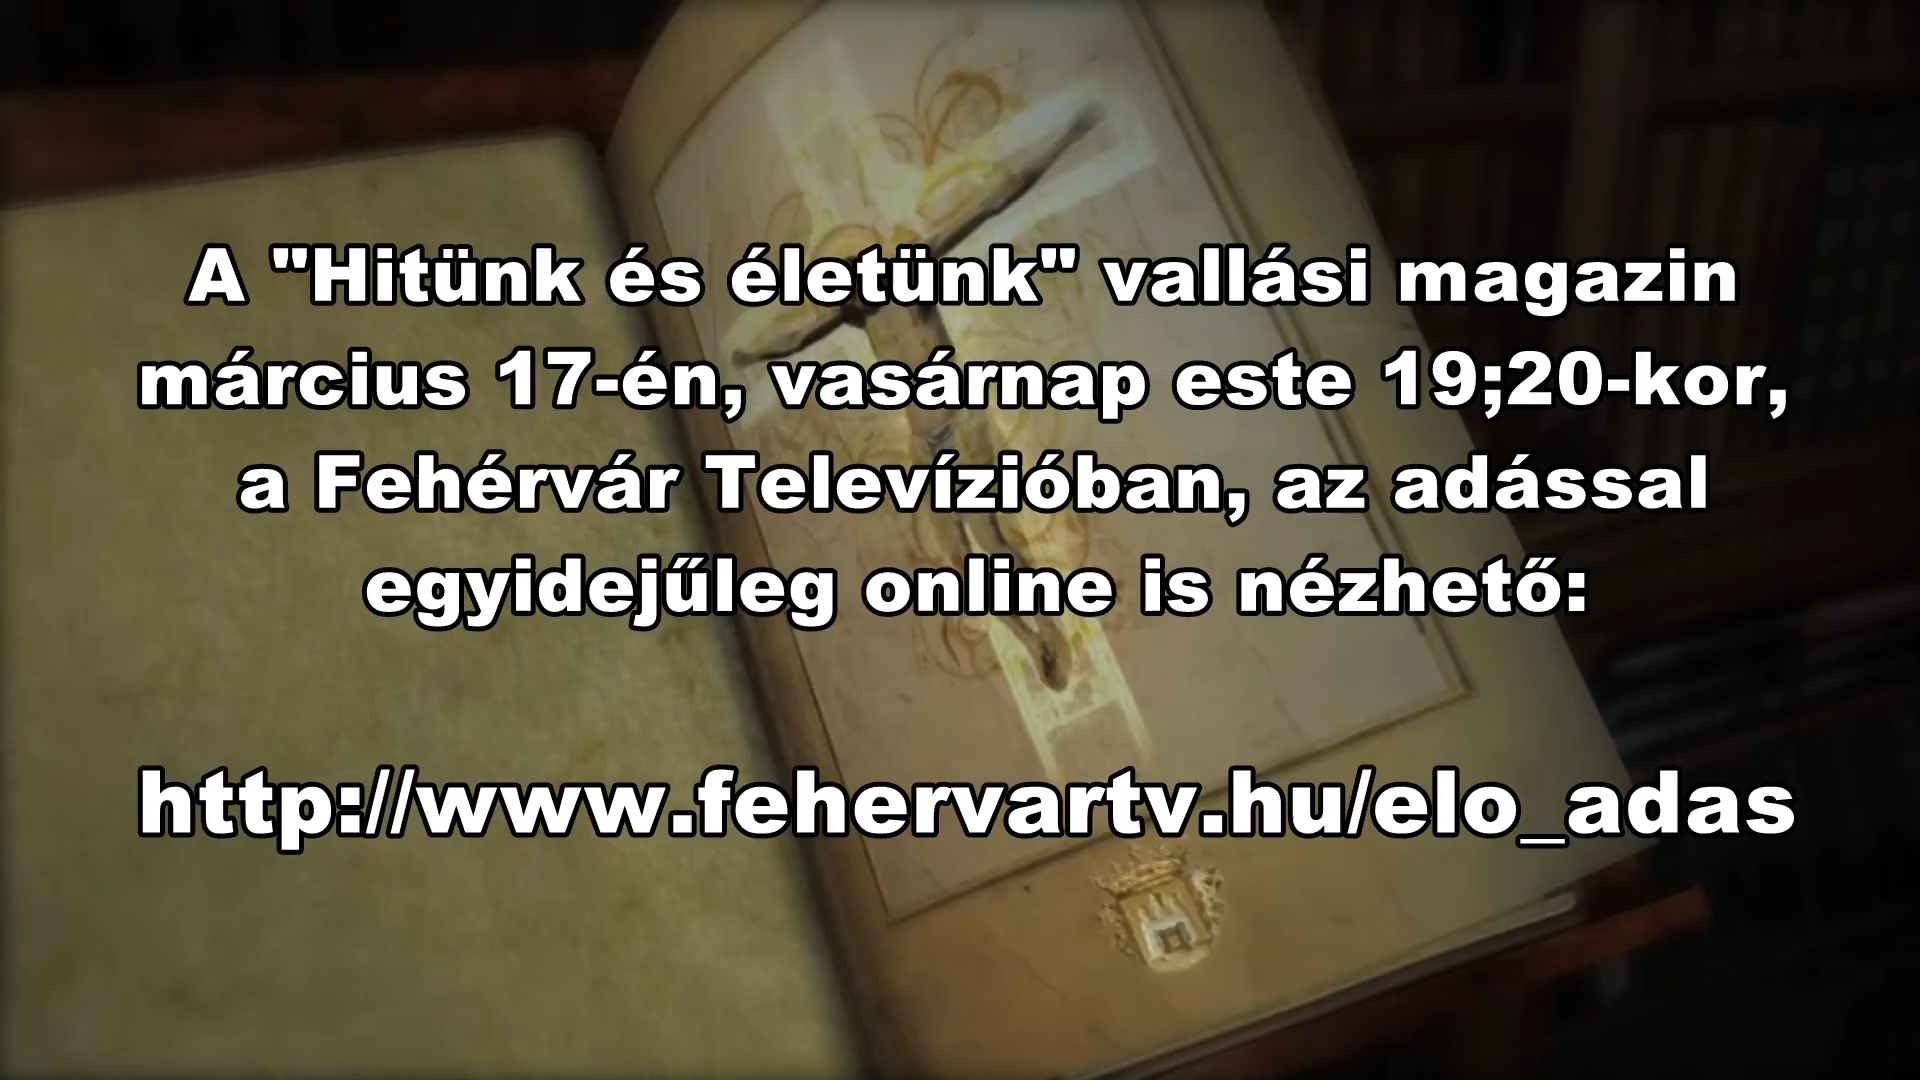 A "Hitünk és életünk" vallási magazin
március 17-én, vasárnap este 19;20-kor,
a Fehérvár Televízióban, az adással
egyidejűleg online is nézhető:
http://www.fehervartv.hu/elo_adas